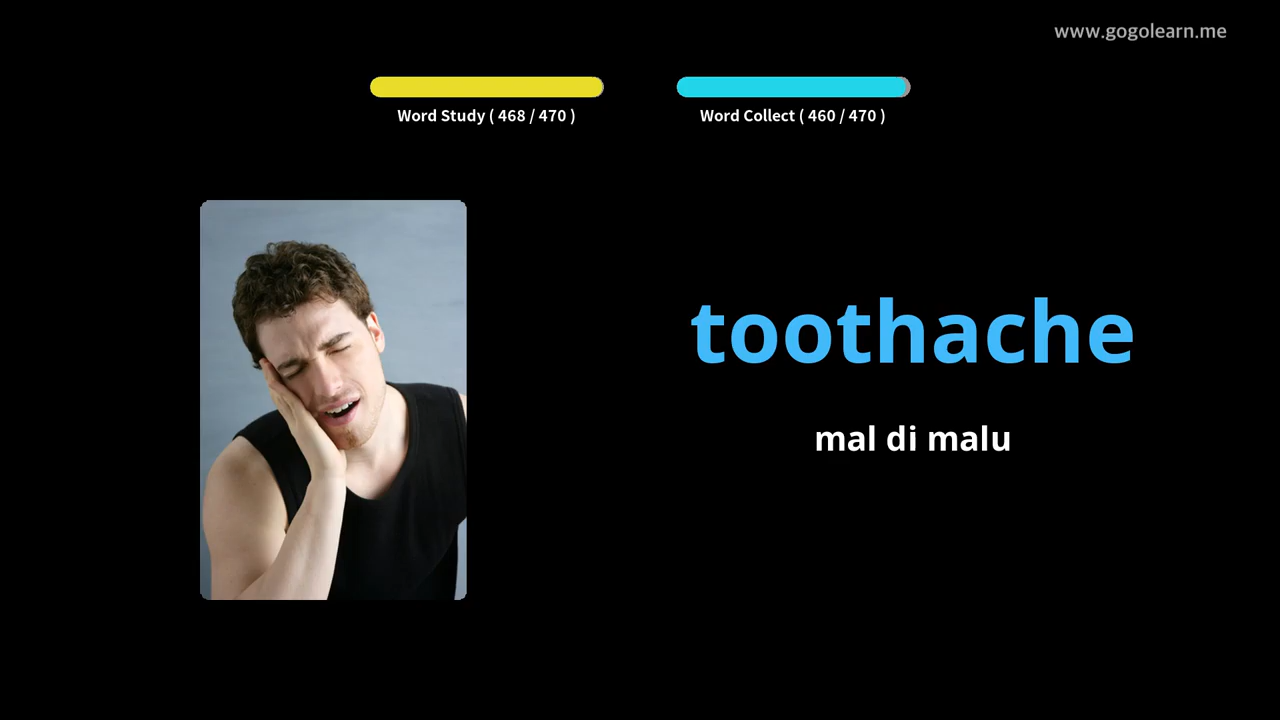 www.gogolearn.me
Word Study ( 468 / 470 )
Word Collect ( 460 / 470 )
toothache
mal di malu